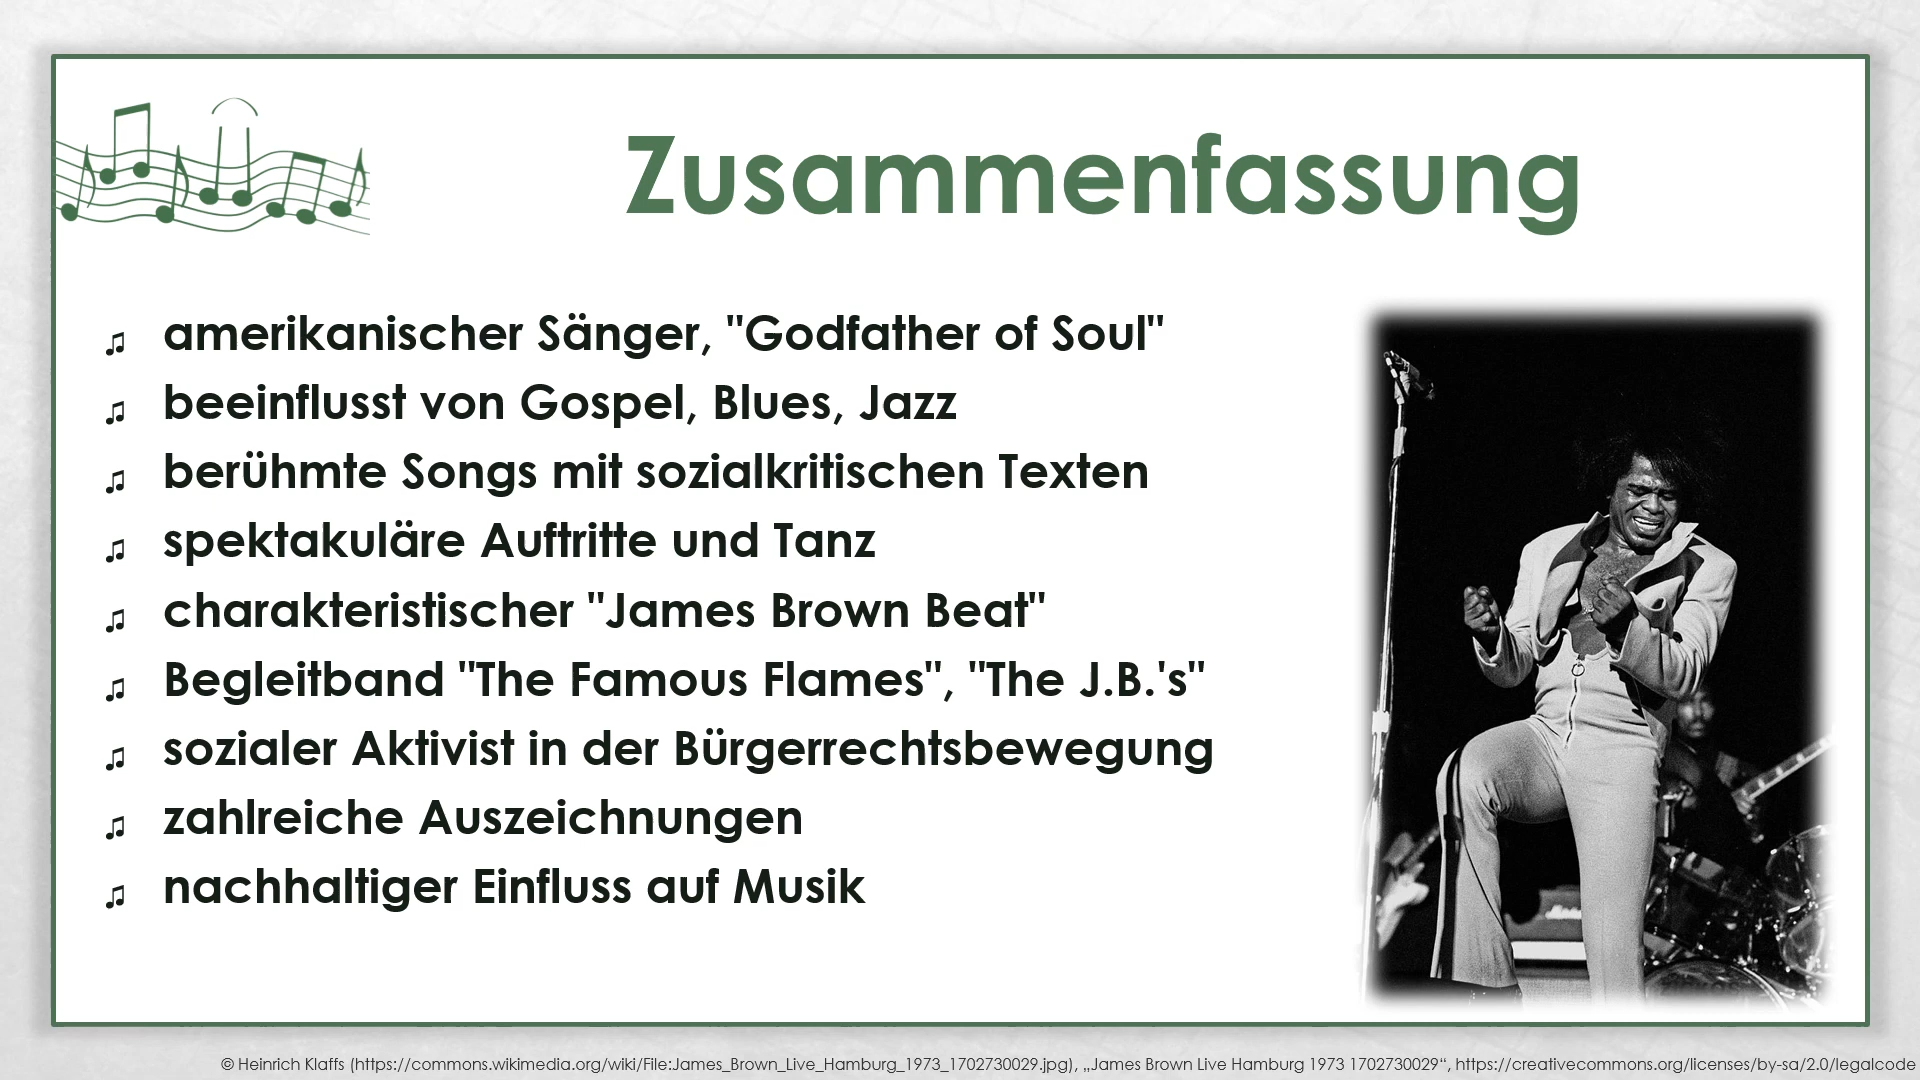 Zusammenfassung
♫ amerikanischer Sänger, "Godfather of Soul"
♫ beeinflusst von Gospel, Blues, Jazz
♫ berühmte Songs mit sozialkritischen Texten
♫ spektakuläre Auftritte und Tanz
♫ charakteristischer "James Brown Beat"
♫ Begleitband "The Famous Flames", "The J.B.'s"
♫ sozialer Aktivist in der Bürgerrechtsbewegung
♫ zahlreiche Auszeichnungen
♫ nachhaltiger Einfluss auf Musik
© Heinrich Klaffs (https://commons.wikimedia.org/wiki/File:James_Brown_Live_Hamburg_1973_1702730029.jpg), „James Brown Live Hamburg 1973 1702730029“, https://creativecommons.org/licenses/by-sa/2.0/legalcode